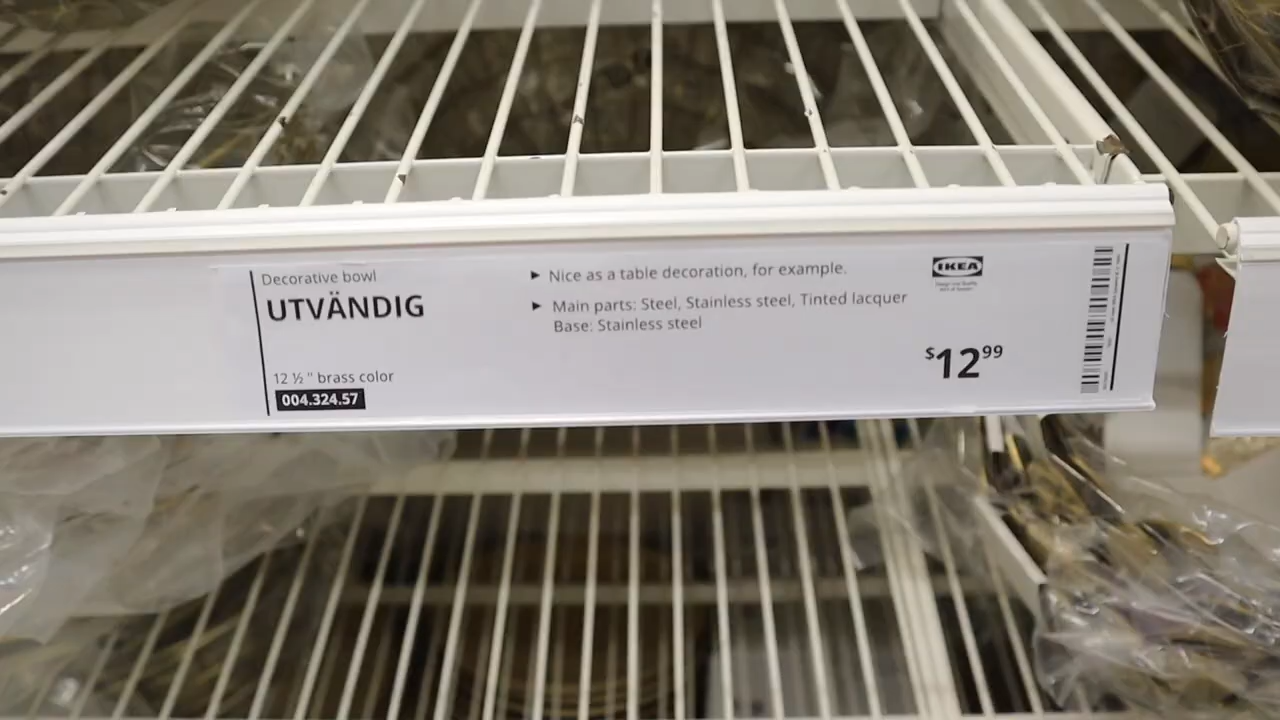 Decorative bowl
UTVÄNDIG
12 ½ " brass color
004.324.57
► Nice as a table decoration, for example.
► Main parts: Steel, Stainless steel, Tinted lacquer
Base: Stainless steel
IKEA
$12.99